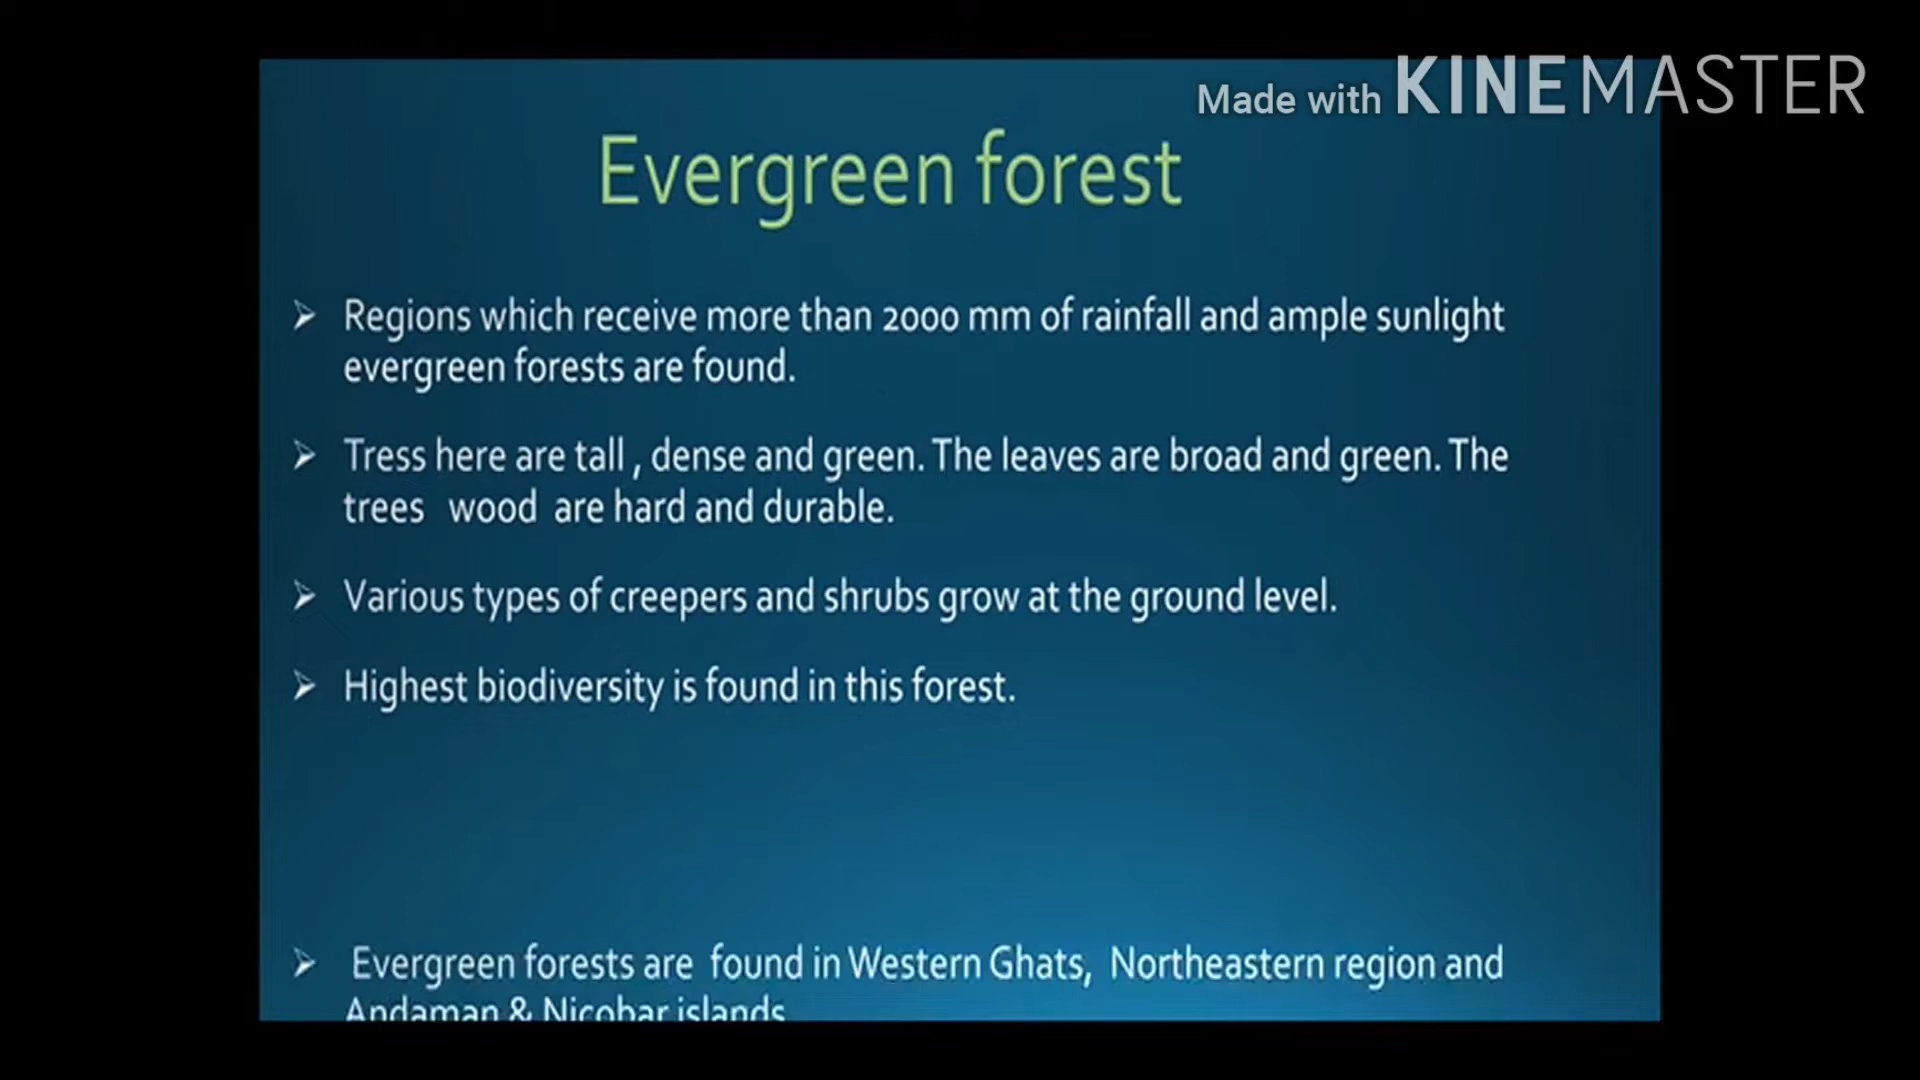 Made with KINEMASTER
Evergreen forest
➤ Regions which receive more than 2000 mm of rainfall and ample sunlight
evergreen forests are found.
➤ Tress here are tall , dense and green. The leaves are broad and green. The
trees wood are hard and durable.
➤ Various types of creepers and shrubs grow at the ground level.
➤ Highest biodiversity is found in this forest.
➤ Evergreen forests are found in Western Ghats, Northeastern region and
Andaman & Nicobar islands